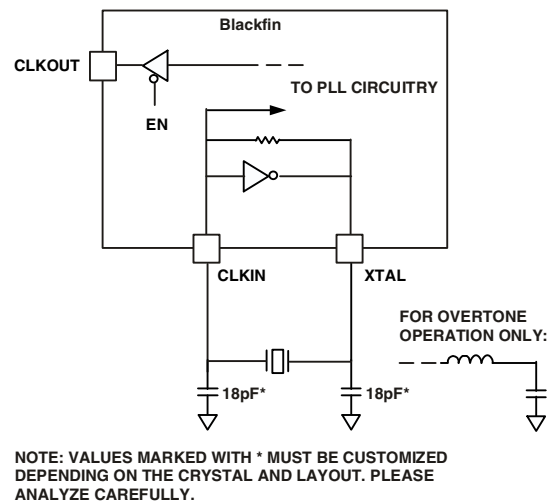 Blackfin
CLKOUT
TO PLL CIRCUITRY
EN
CLKIN
XTAL
FOR OVERTONE
OPERATION ONLY:
18pF*
18pF*
NOTE: VALUES MARKED WITH * MUST BE CUSTOMIZED
DEPENDING ON THE CRYSTAL AND LAYOUT. PLEASE
ANALYZE CAREFULLY.